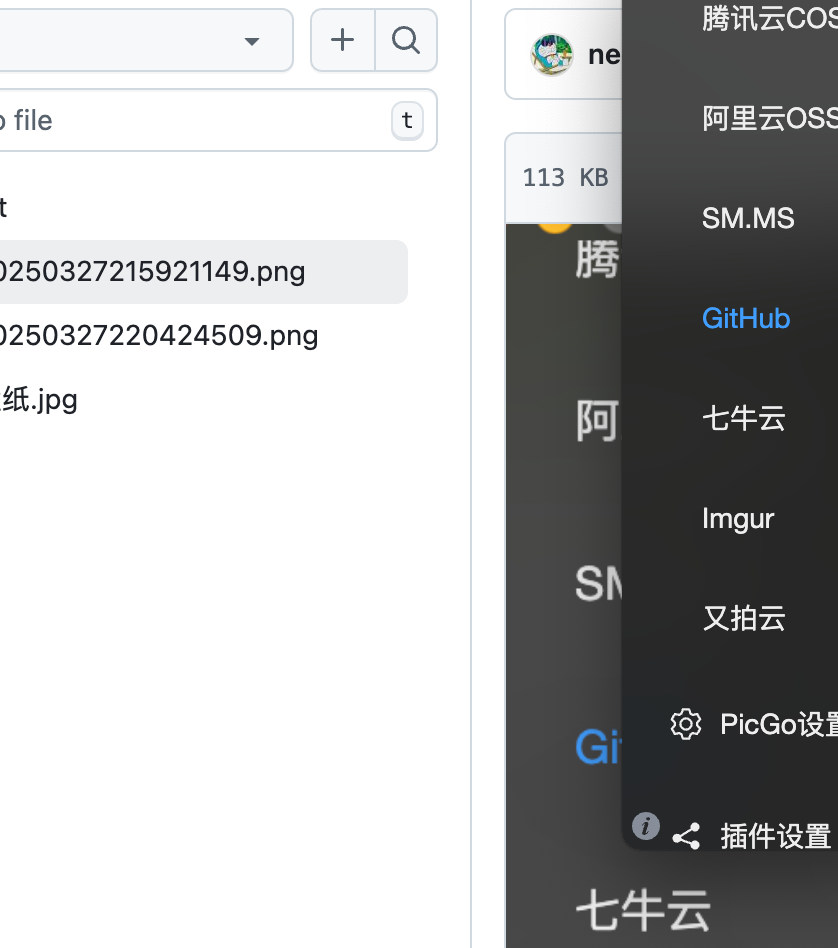 o file
t
t
0250327215921149.png
0250327220424509.png
纸.jpg
ne
113 KB
腾
阿
SM
Git
七牛云
腾讯云COS
阿里云OSS
SM.MS
GitHub
七牛云
Imgur
又拍云
PicGo设置
i
插件设置